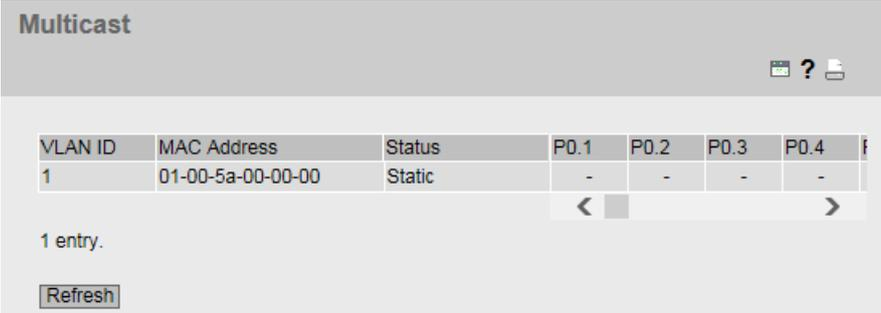 Multicast
?
VLAN ID MAC Address Status P0.1 P0.2 P0.3 P0.4
1 01-00-5a-00-00-00 Static - - - -
1 entry.
Refresh